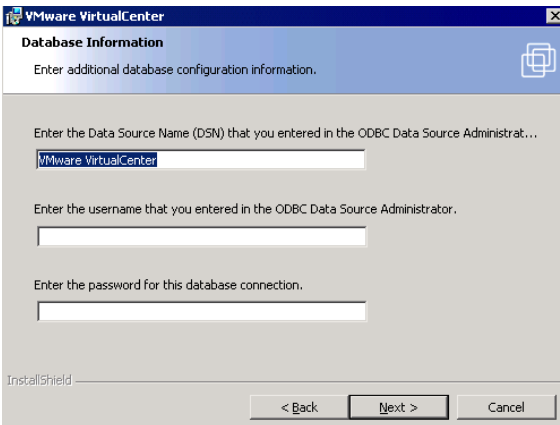 VMware VirtualCenter
Database Information
Enter additional database configuration information.
Enter the Data Source Name (DSN) that you entered in the ODBC Data Source Administrat...
VMware VirtualCenter
Enter the username that you entered in the ODBC Data Source Administrator.
Enter the password for this database connection.
InstallShield
< Back Next > Cancel